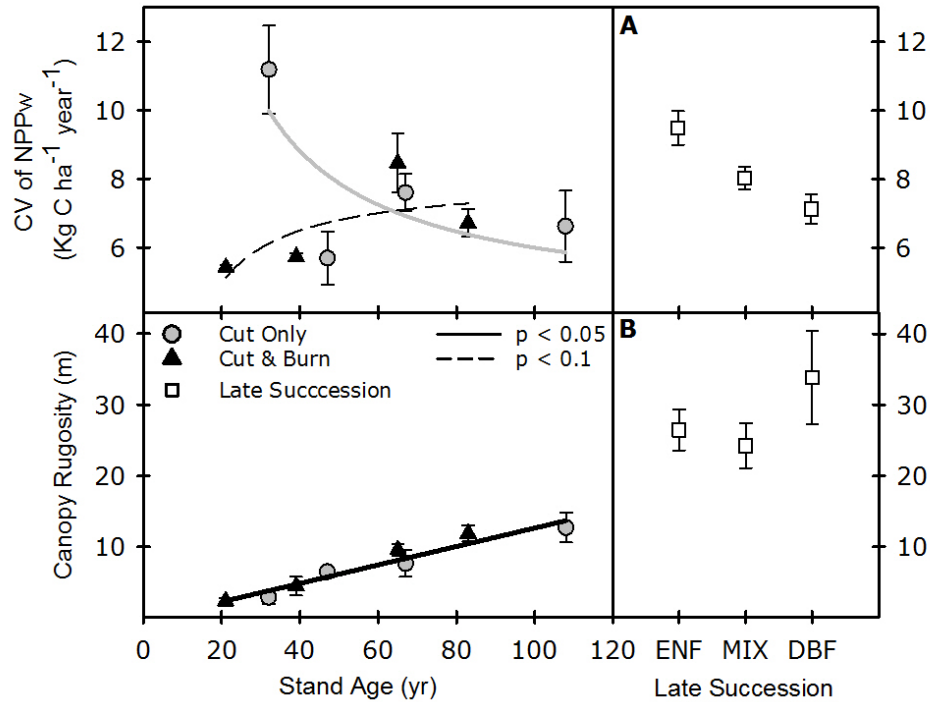 A
12
10
8
6
CV of NPPw
(Kg C ha⁻¹ year⁻¹)
12
10
8
6
B
40
30
20
10
Canopy Rugosity (m)
Cut Only
Cut & Burn
Late Succcession
p < 0.05
p < 0.1
40
30
20
10
0 20 40 60 80 100 120 ENF MIX DBF
Stand Age (yr) Late Succession